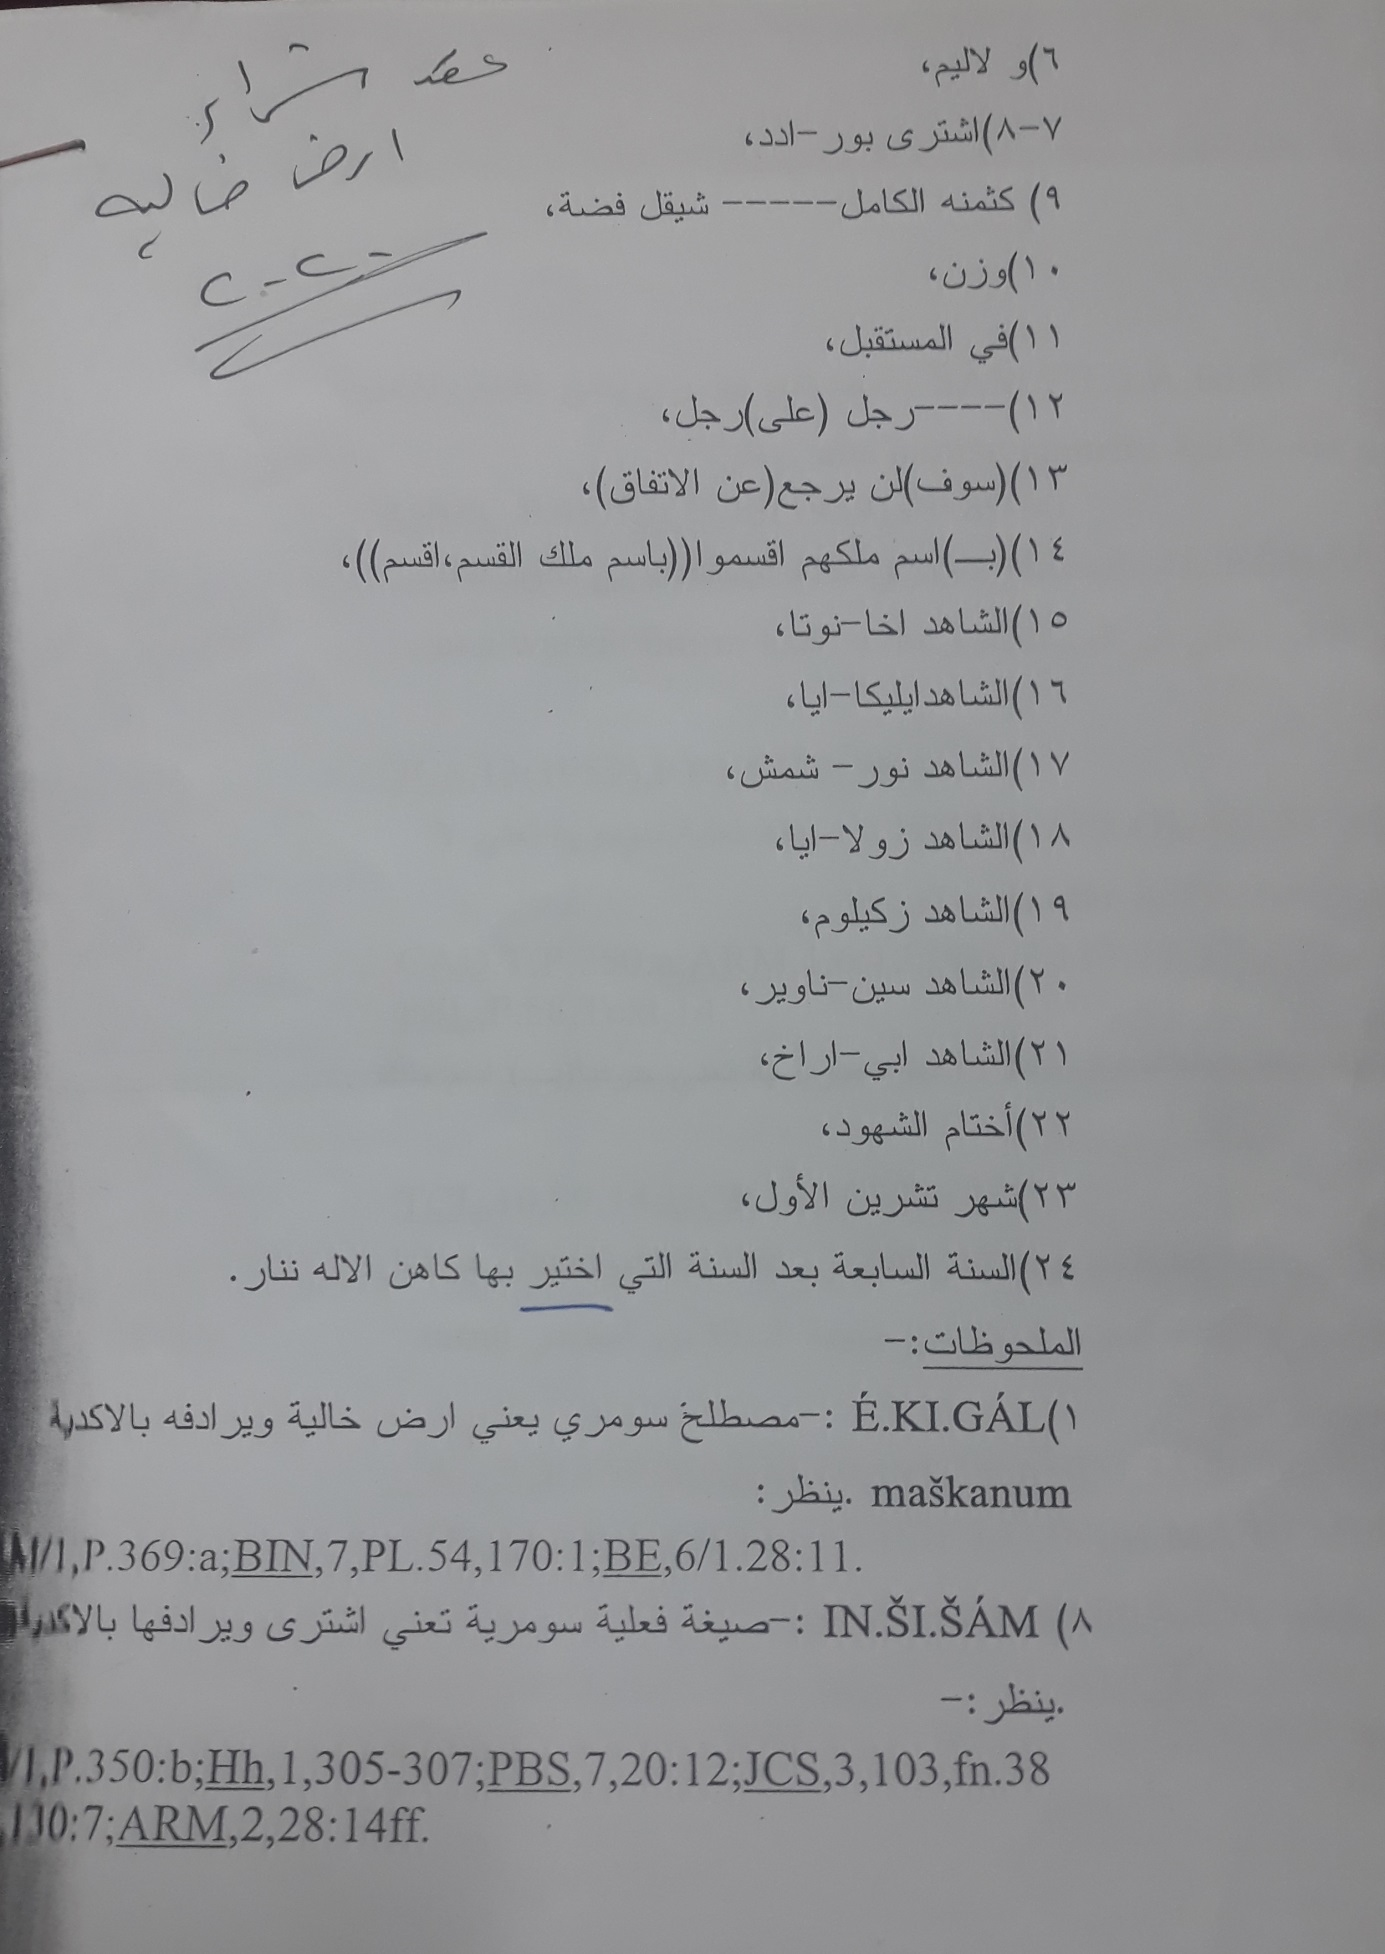 عقد شراء
ارض خالية
٦)و لاليم،
٧-٨)اشترى بور-ادد،
٩) كثمنه الكامل----- شيقل فضة،
١٠)وزن،
١١)في المستقبل،
١٢)----رجل (على)رجل،
١٣)(سوف)لن يرجع(عن الاتفاق)،
١٤)(بـ)اسم ملكهم اقسموا((باسم ملك القسم،اقسم))،
١٥)الشاهد اخا-نوتا،
١٦)الشاهدايليكا-ايا،
١٧)الشاهد نور- شمش،
١٨)الشاهد زولا-ايا،
١٩)الشاهد زكيلوم،
٢٠)الشاهد سين-ناوير،
٢١)الشاهد ابي-اراخ،
٢٢)أختام الشهود،
٢٣)شهر تشرين الأول،
٢٤)السنة السابعة بعد السنة التي اختير بها كاهن الاله ننار.
الملحوظات:-
١)É.KI.GÁL :-مصطلخ سومري يعني ارض خالية ويرادفه بالاكدية
maškanum .ينظر:
P.369:a;BIN,7,PL.54,170:1;BE,6/1.28:11.
٨) IN.ŠI.ŠÁM :-صيغة فعلية سومرية تعني اشترى ويرادفها
.ينظر:-
P.350:b;Hh,1,305-307;PBS,7,20:12;JCS,3,103,fn.38
:7;ARM,2,28:14ff.